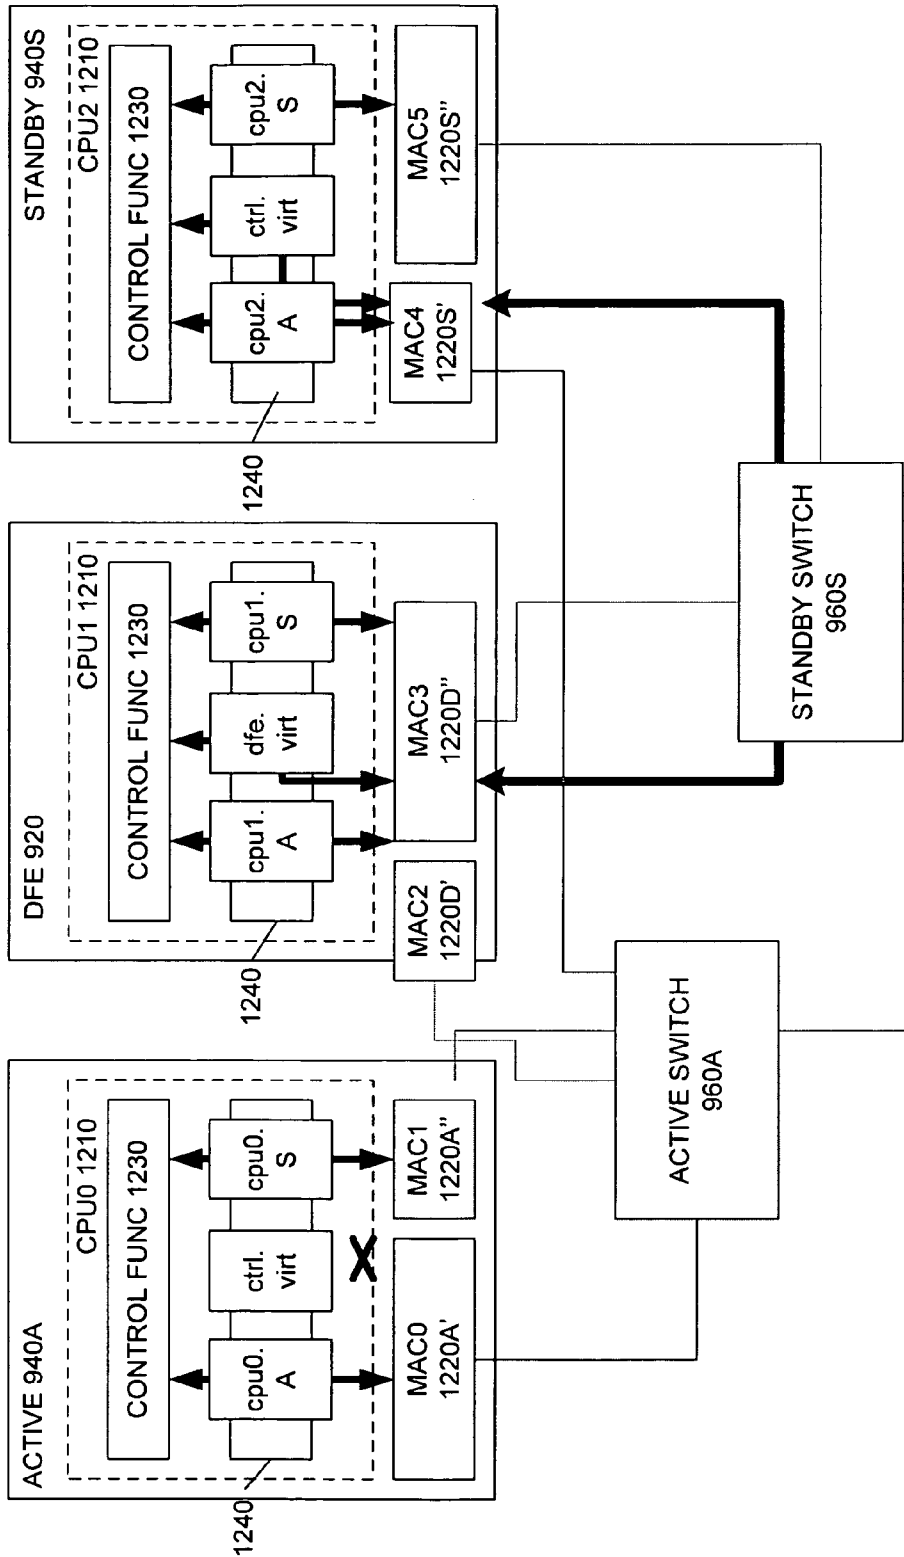 ACTIVE 940A
CPU0 1210
CONTROL FUNC 1230
cpu0.
A
ctrl.
virt
cpu0.
S
1240
X
MAC0
1220A'
MAC1
1220A"
DFE 920
CPU1 1210
CONTROL FUNC 1230
cpu1.
A
dfe.
virt
cpu1.
S
1240
MAC2
1220D'
MAC3
1220D"
STANDBY 940S
CPU2 1210
CONTROL FUNC 1230
cpu2.
A
ctrl.
virt
cpu2.
S
1240
MAC4
1220S'
MAC5
1220S"
ACTIVE SWITCH
960A
STANDBY SWITCH
960S